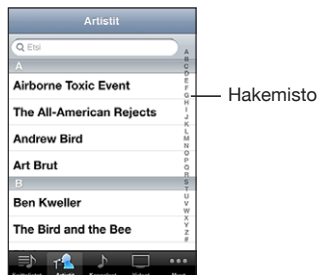 Artistit
Etsi
A
Airborne Toxic Event
The All-American Rejects
Andrew Bird
Art Brut
B
Ben Kweller
The Bird and the Bee
A
B
C
D
E
F
G
H
I
J
K
L
M
N
O
P
Q
R
S
T
U
V
W
X
Y
Z
#
Hakemisto
Artistit